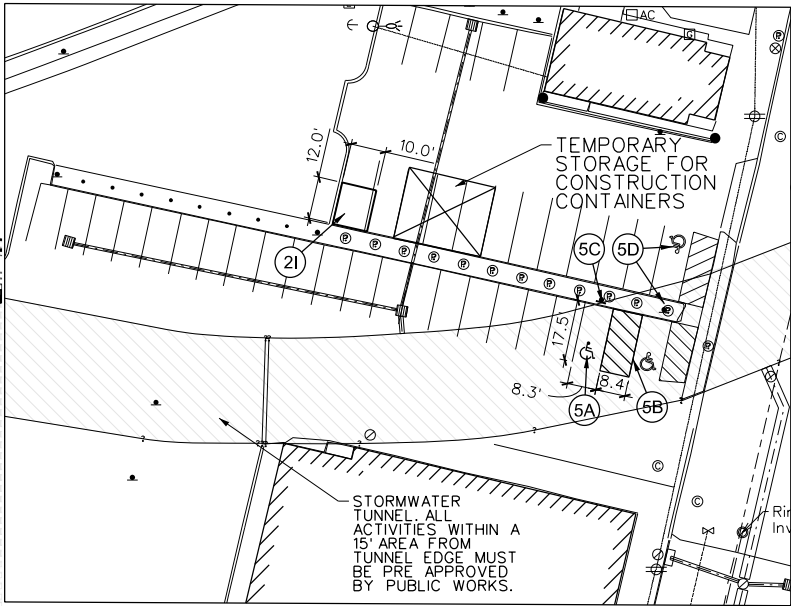 AC
G
12.0'
10.0'
TEMPORARY
STORAGE FOR
CONSTRUCTION
CONTAINERS
2I
5C
5D
17.5'
8.3'
8.4
5A
5B
STORMWATER
TUNNEL. ALL
ACTIVITIES WITHIN A
15' AREA FROM
TUNNEL EDGE MUST
BE PRE APPROVED
BY PUBLIC WORKS.
Inv